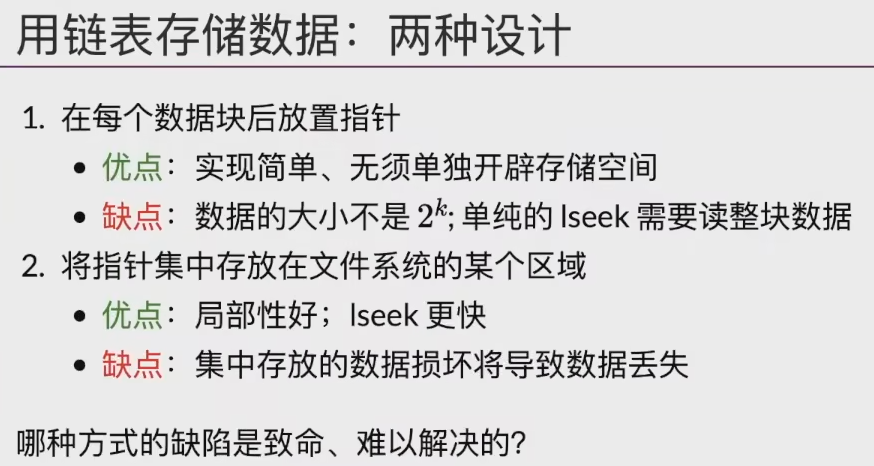 用链表存储数据：两种设计
1. 在每个数据块后放置指针
• 优点：实现简单、无须单独开辟存储空间
• 缺点：数据的大小不是 2^k; 单纯的 lseek 需要读整块数据
2. 将指针集中存放在文件系统的某个区域
• 优点：局部性好；lseek 更快
• 缺点：集中存放的数据损坏将导致数据丢失
哪种方式的缺陷是致命、难以解决的?